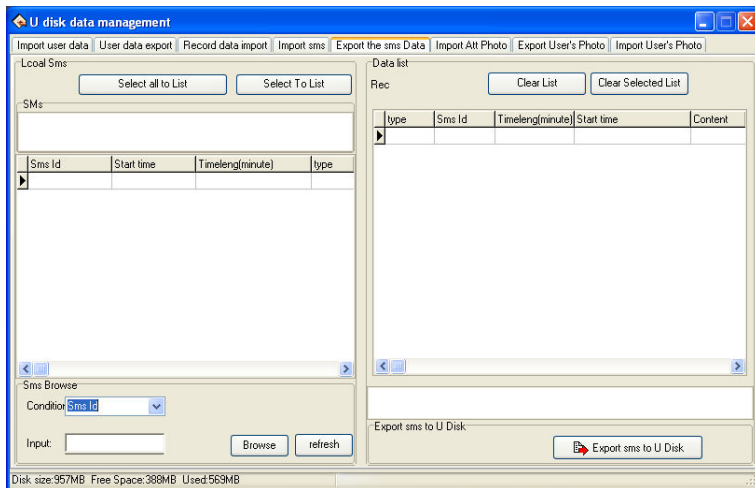 U disk data management
Import user data User data export Record data import Import sms Export the sms Data Import Att Photo Export User's Photo Import User's Photo
Lcoal Sms
Select all to List Select To List
SMs
Sms Id Start time Timeleng(minute) type
Sms Browse
Condition Sms Id
Input: Browse refresh
Data list
Rec Clear List Clear Selected List
type Sms Id Timeleng(minute) Start time Content
Export sms to U Disk
Export sms to U Disk
Disk size:957MB Free Space:388MB Used:569MB